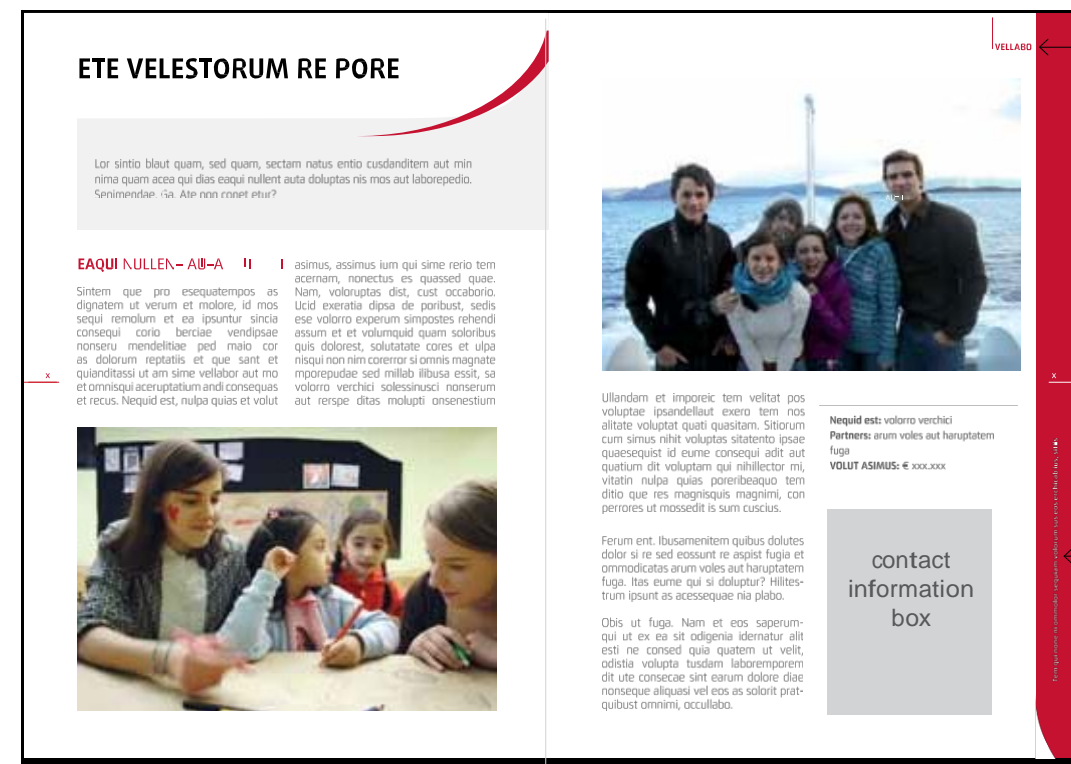 ETE VELESTORUM RE PORE
Lor sintio blaut quam, sed quam, sectam natus entio cusdanditem aut min
nima quam acea qui dias eaqui nullent auta doluptas nis mos aut laborepedio.
Senimendae. Ga. Ate non conet etur?
EAQUI NULLEN
Sintem que pro esequatempos as
dignatem ut verum et molore, id mos
sequi remolum et ea ipsuntur sincia
consequi corio berciae vendipsae
nonseru mendelitiae ped maio cor
as dolorum reptatiis et que sant et
quianditassi ut am sime vellabor aut mo
et omnisqui aceruptatium andi consequas
et recus. Nequid est, nulpa quias et volut
asimus, assimus ium qui sime rerio tem
acernam, nonectus es quassed quae.
Nam, voloruptas dist, cust occaborio.
Ucid exeratia dipsa de poribust, sedis
ese volorro experum simpostes rehendi
assum et et volumquid quam soloribus
quis dolorest, solutatate cores et ulpa
nisqui non nim corerror si omnis magnate
mporepudae sed millab ilibusa essit, sa
volorro verchici solessinusci nonserum
aut rerspe ditas molupti onsenestium
x
VELLABO
Ullandam et imporeic tem velitat pos
voluptae ipsandellaut exero tem nos
alitate voluptat quati quasitam. Sitiorum
cum simus nihit voluptas sitatento ipsae
quaesequist id eume consequi adit aut
quatium dit voluptam qui nihillector mi,
vitatin nulpa quias poreribeaquo tem
ditio que res magnisquis magnimi, con
perrores ut mossedit is sum cuscius.
Ferum ent. Ibusamenitem quibus dolutes
dolor si re sed eossunt re aspist fugia et
ommodicatas arum voles aut haruptatem
fuga. Itas eume qui si doluptur? Hilites-
trum ipsunt as acessequae nia plabo.
Obis ut fuga. Nam et eos saperum-
qui ut ex ea sit odigenia idernatur alit
esti ne consed quia quatem ut velit,
odistia volupta tusdam laboremporem
dit ute consecae sint earum dolore diae
nonseque aliquasi vel eos as solorit prat-
quibust omnimi, occullabo.
Nequid est: volorro verchici
Partners: arum voles aut haruptatem
fuga
VOLUT ASIMUS: € xxx.xxx
contact
information
box
x